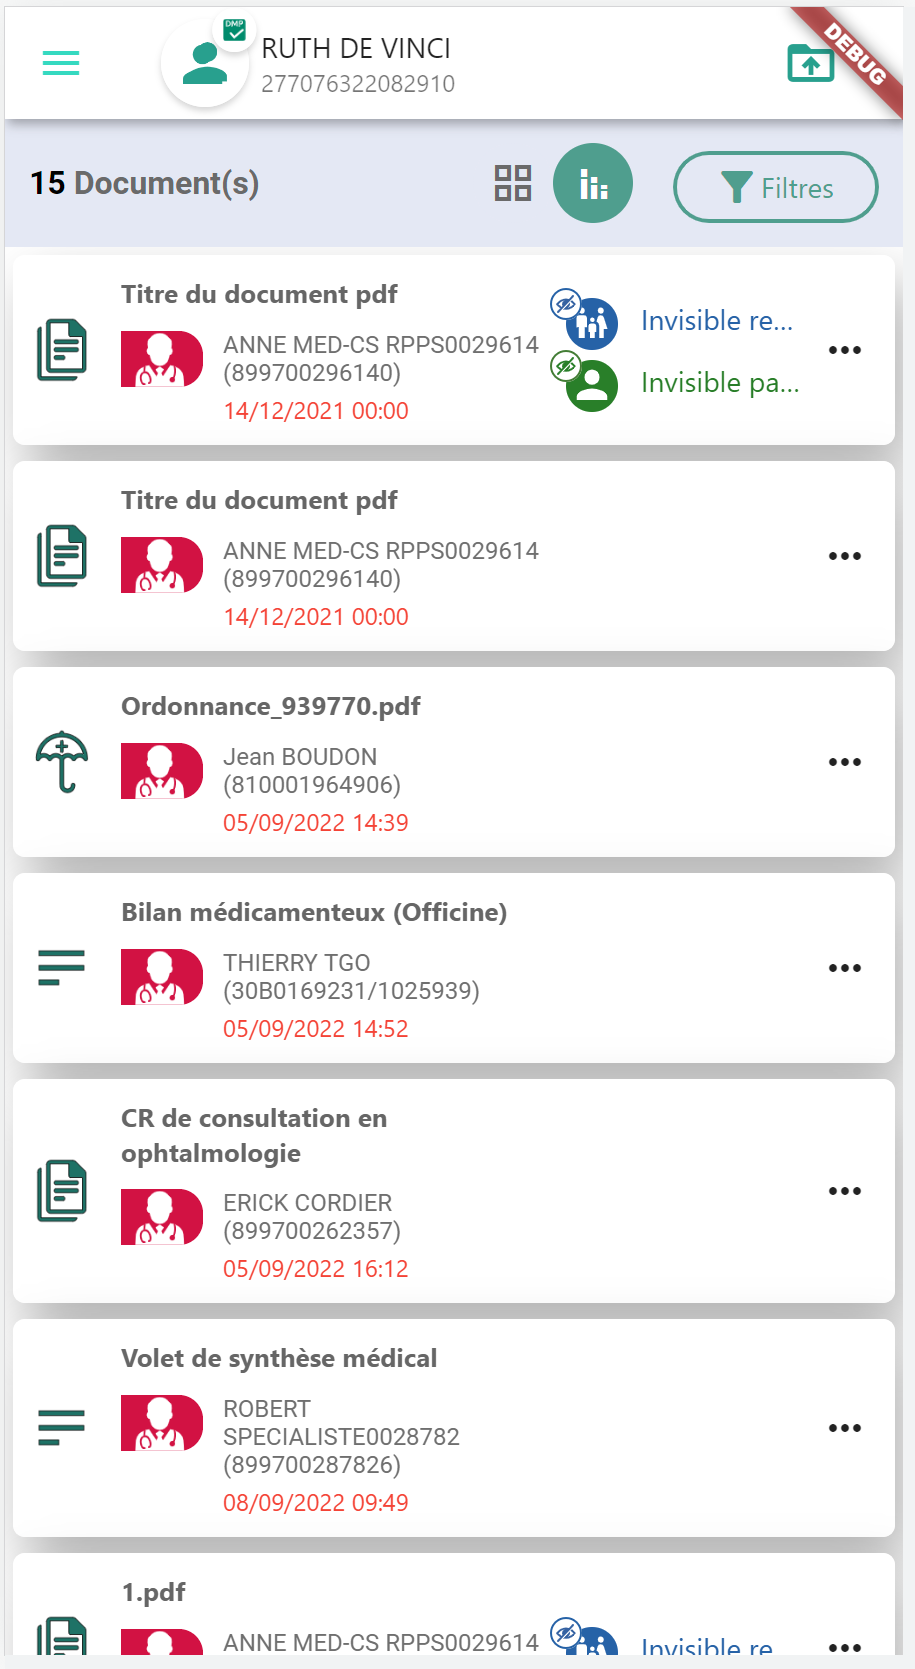 DMP
RUTH DE VINCI
277076322082910
DEBUG
15 Document(s)
Filtres
Titre du document pdf
ANNE MED-CS RPPS0029614
(899700296140)
14/12/2021 00:00
Invisible re...
Invisible pa...
Titre du document pdf
ANNE MED-CS RPPS0029614
(899700296140)
14/12/2021 00:00
Ordonnance_939770.pdf
Jean BOUDON
(810001964906)
05/09/2022 14:39
Bilan médicamenteux (Officine)
THIERRY TGO
(30B0169231/1025939)
05/09/2022 14:52
CR de consultation en
ophtalmologie
ERICK CORDIER
(899700262357)
05/09/2022 16:12
Volet de synthèse médical
ROBERT
SPECIALISTE0028782
(899700287826)
08/09/2022 09:49
1.pdf
ANNE MED-CS RPPS0029614
Invisible re...